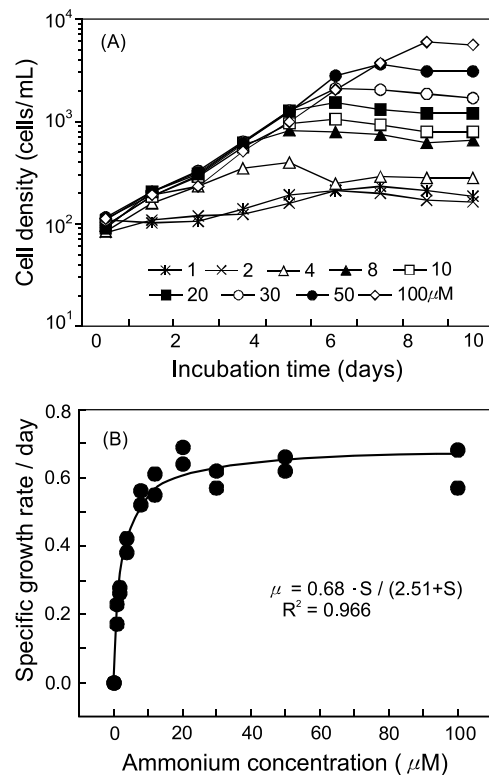 (A)
Cell density (cells/mL)
10⁴
10³
10²
10¹
1 2 4 8 10
20 30 50 100μM
0 2 4 6 8 10
Incubation time (days)
(B)
Specific growth rate / day
0.8
0.6
0.4
0.2
0.0
μ = 0.68 ·S / (2.51+S)
R² = 0.966
0 20 40 60 80 100
Ammonium concentration ( μM)